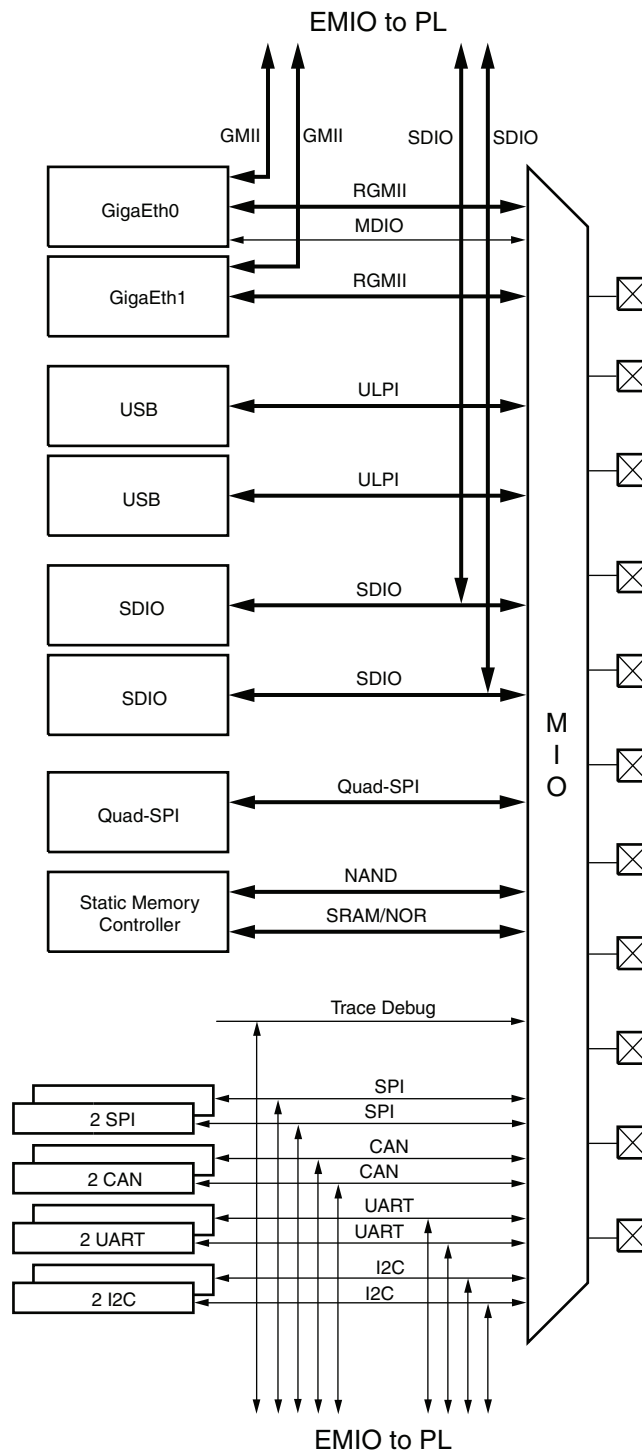 EMIO to PL
GMII
GMII
SDIO
SDIO
GigaEth0
RGMII
MDIO
GigaEth1
RGMII
USB
ULPI
USB
ULPI
SDIO
SDIO
SDIO
SDIO
M
I
O
Quad-SPI
Quad-SPI
Static Memory
Controller
NAND
SRAM/NOR
Trace Debug
SPI
2 SPI
SPI
CAN
2 CAN
CAN
UART
2 UART
UART
I2C
2 I2C
I2C
EMIO to PL